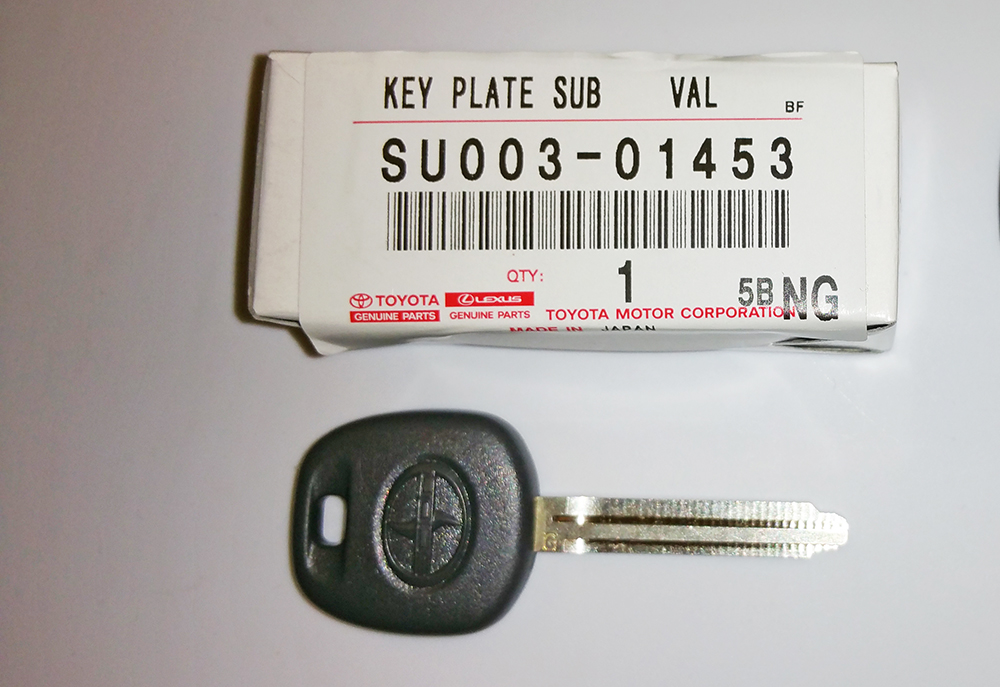 KEY PLATE SUB VAL BF
SU003-01453
QTY: 1 5B NG
TOYOTA LEXUS
GENUINE PARTS GENUINE PARTS TOYOTA MOTOR CORPORATION
MADE IN JAPAN
G